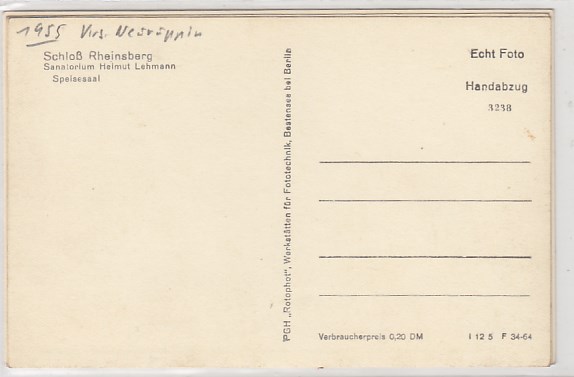 1955 Krs. Neuruppin
Schloß Rheinsberg
Sanatorium Helmut Lehmann
Speisesaal
PGH „Rotophot", Werkstätten für Fototechnik, Bestensee bei Berlin
Echt Foto
Handabzug
3238
Verbraucherpreis 0,20 DM
I 12 5 F 34-64